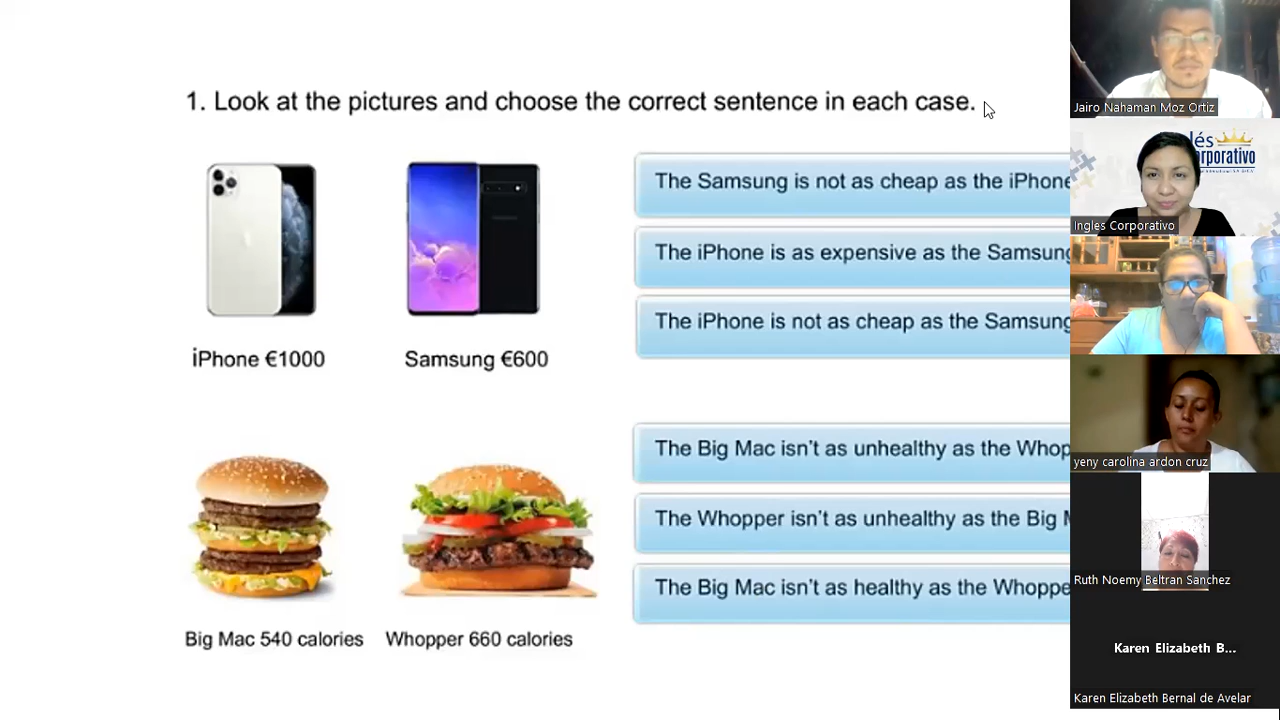 1. Look at the pictures and choose the correct sentence in each case.
The Samsung is not as cheap as the iPhone
The iPhone is as expensive as the Samsung
The iPhone is not as cheap as the Samsung
iPhone €1000
Samsung €600
The Big Mac isn't as unhealthy as the Whop
The Whopper isn't as unhealthy as the Big
The Big Mac isn't as healthy as the Whoppe
Big Mac 540 calories
Whopper 660 calories
Jairo Nahaman Moz Ortiz
lés
orporativo
Ingles Corporativo
yeny carolina ardon cruz
Ruth Noemy Beltran Sanchez
Karen Elizabeth B...
Karen Elizabeth Bernal de Avelar